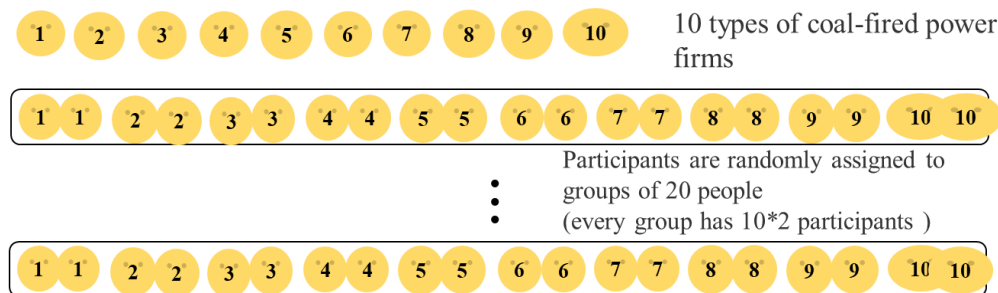 1 2 3 4 5 6 7 8 9 10
10 types of coal-fired power
firms
1 1 2 2 3 3 4 4 5 5 6 6 7 7 8 8 9 9 10 10
Participants are randomly assigned to
groups of 20 people
(every group has 10*2 participants )
1 1 2 2 3 3 4 4 5 5 6 6 7 7 8 8 9 9 10 10